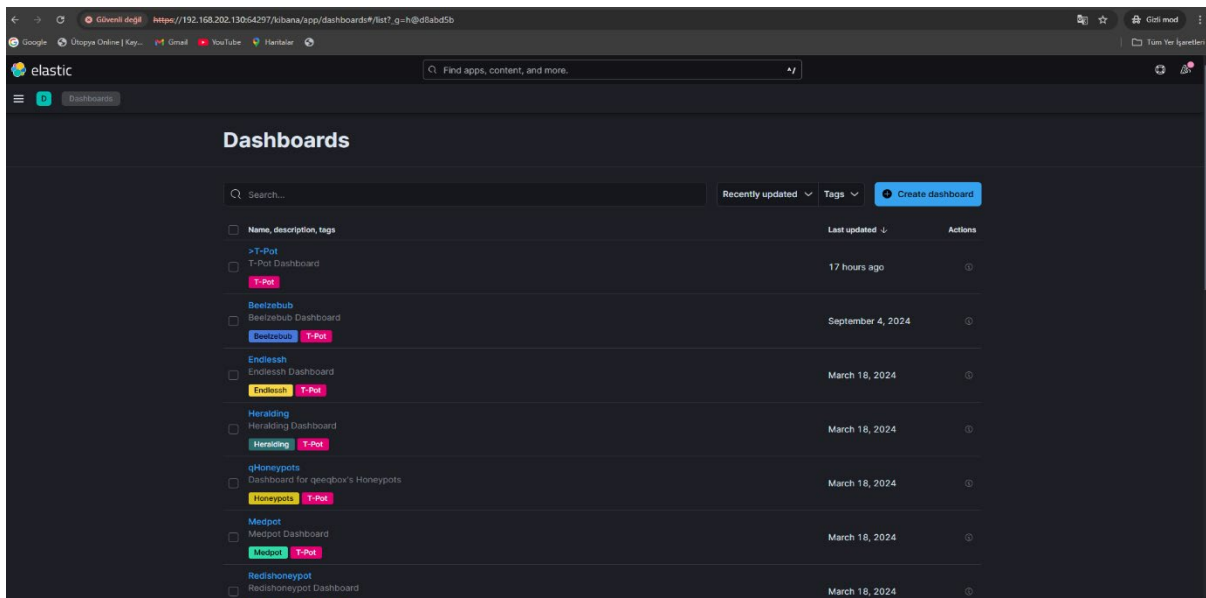 Güvenli değil https://192.168.202.130:64297/kibana/app/dashboards#/list?_g=h@d8abd5b Gizli mod
Google Ütopya Online | Kay... Gmail YouTube Haritalar Tüm Yer İşaretleri
elastic Find apps, content, and more. ^/
D Dashboards
Dashboards
Search... Recently updated Tags Create dashboard
Name, description, tags Last updated ↓ Actions
>T-Pot
T-Pot Dashboard 17 hours ago
T-Pot
Beelzebub
Beelzebub Dashboard September 4, 2024
Beelzebub T-Pot
Endlessh
Endlessh Dashboard March 18, 2024
Endlessh T-Pot
Heralding
Heralding Dashboard March 18, 2024
Heralding T-Pot
qHoneypots
Dashboard for qeeqbox's Honeypots March 18, 2024
Honeypots T-Pot
Medpot
Medpot Dashboard March 18, 2024
Medpot T-Pot
Redishoneypot
Redishoneypot Dashboard March 18, 2024